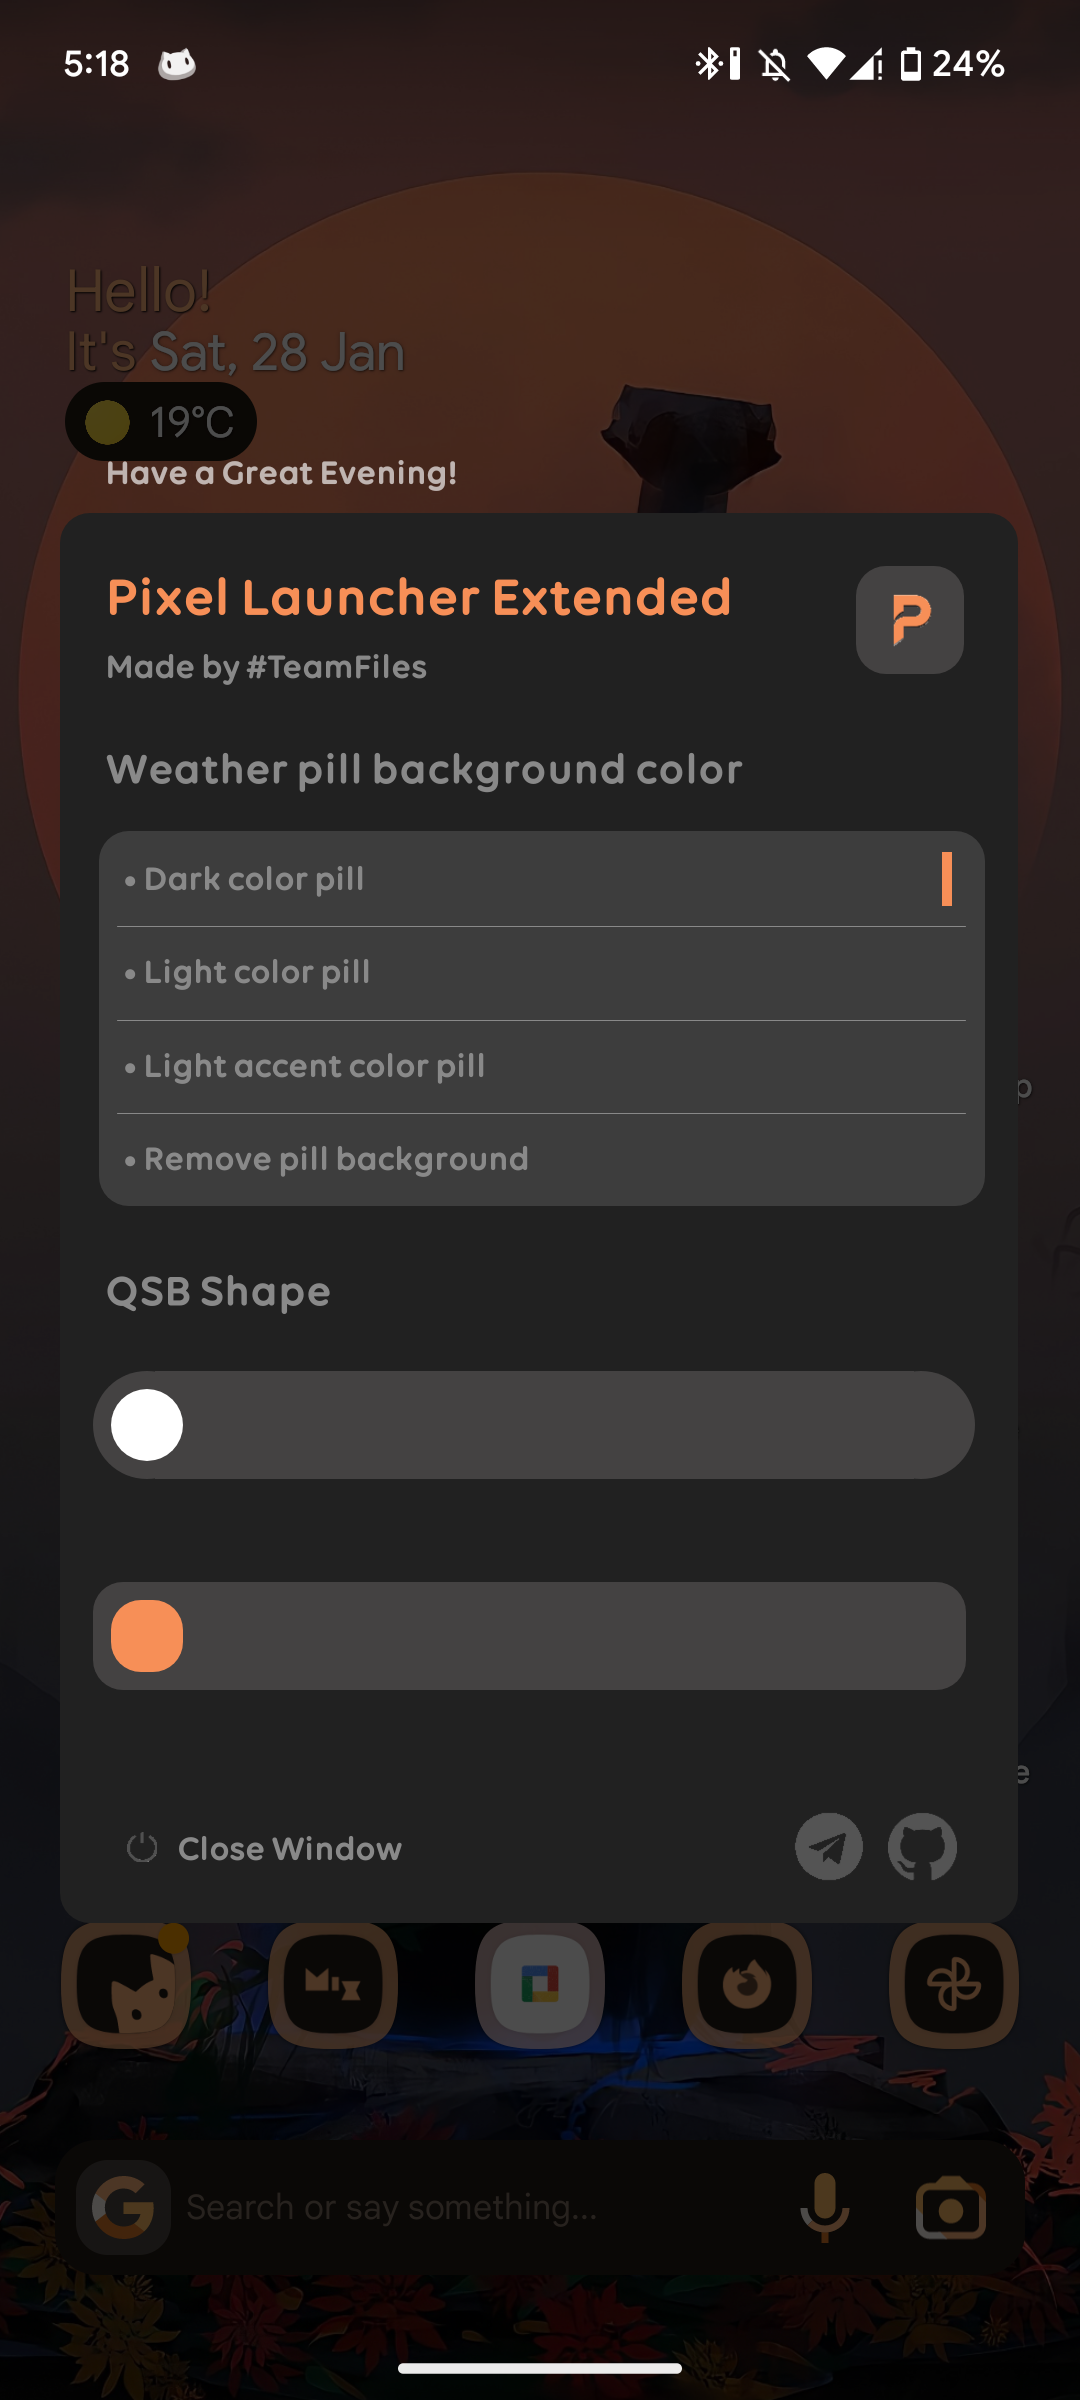 5:18
24%
Hello!
It's Sat, 28 Jan
19°C
Have a Great Evening!
Pixel Launcher Extended
P
Made by #TeamFiles
Weather pill background color
• Dark color pill
• Light color pill
• Light accent color pill
p
• Remove pill background
QSB Shape
e
Close Window
MiX
G
Search or say something...